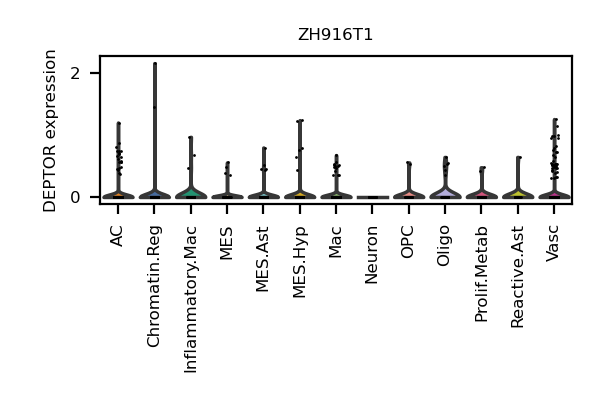 ZH916T1
DEPTOR expression
2
0
AC
Chromatin.Reg
Inflammatory.Mac
MES
MES.Ast
MES.Hyp
Mac
Neuron
OPC
Oligo
Prolif.Metab
Reactive.Ast
Vasc